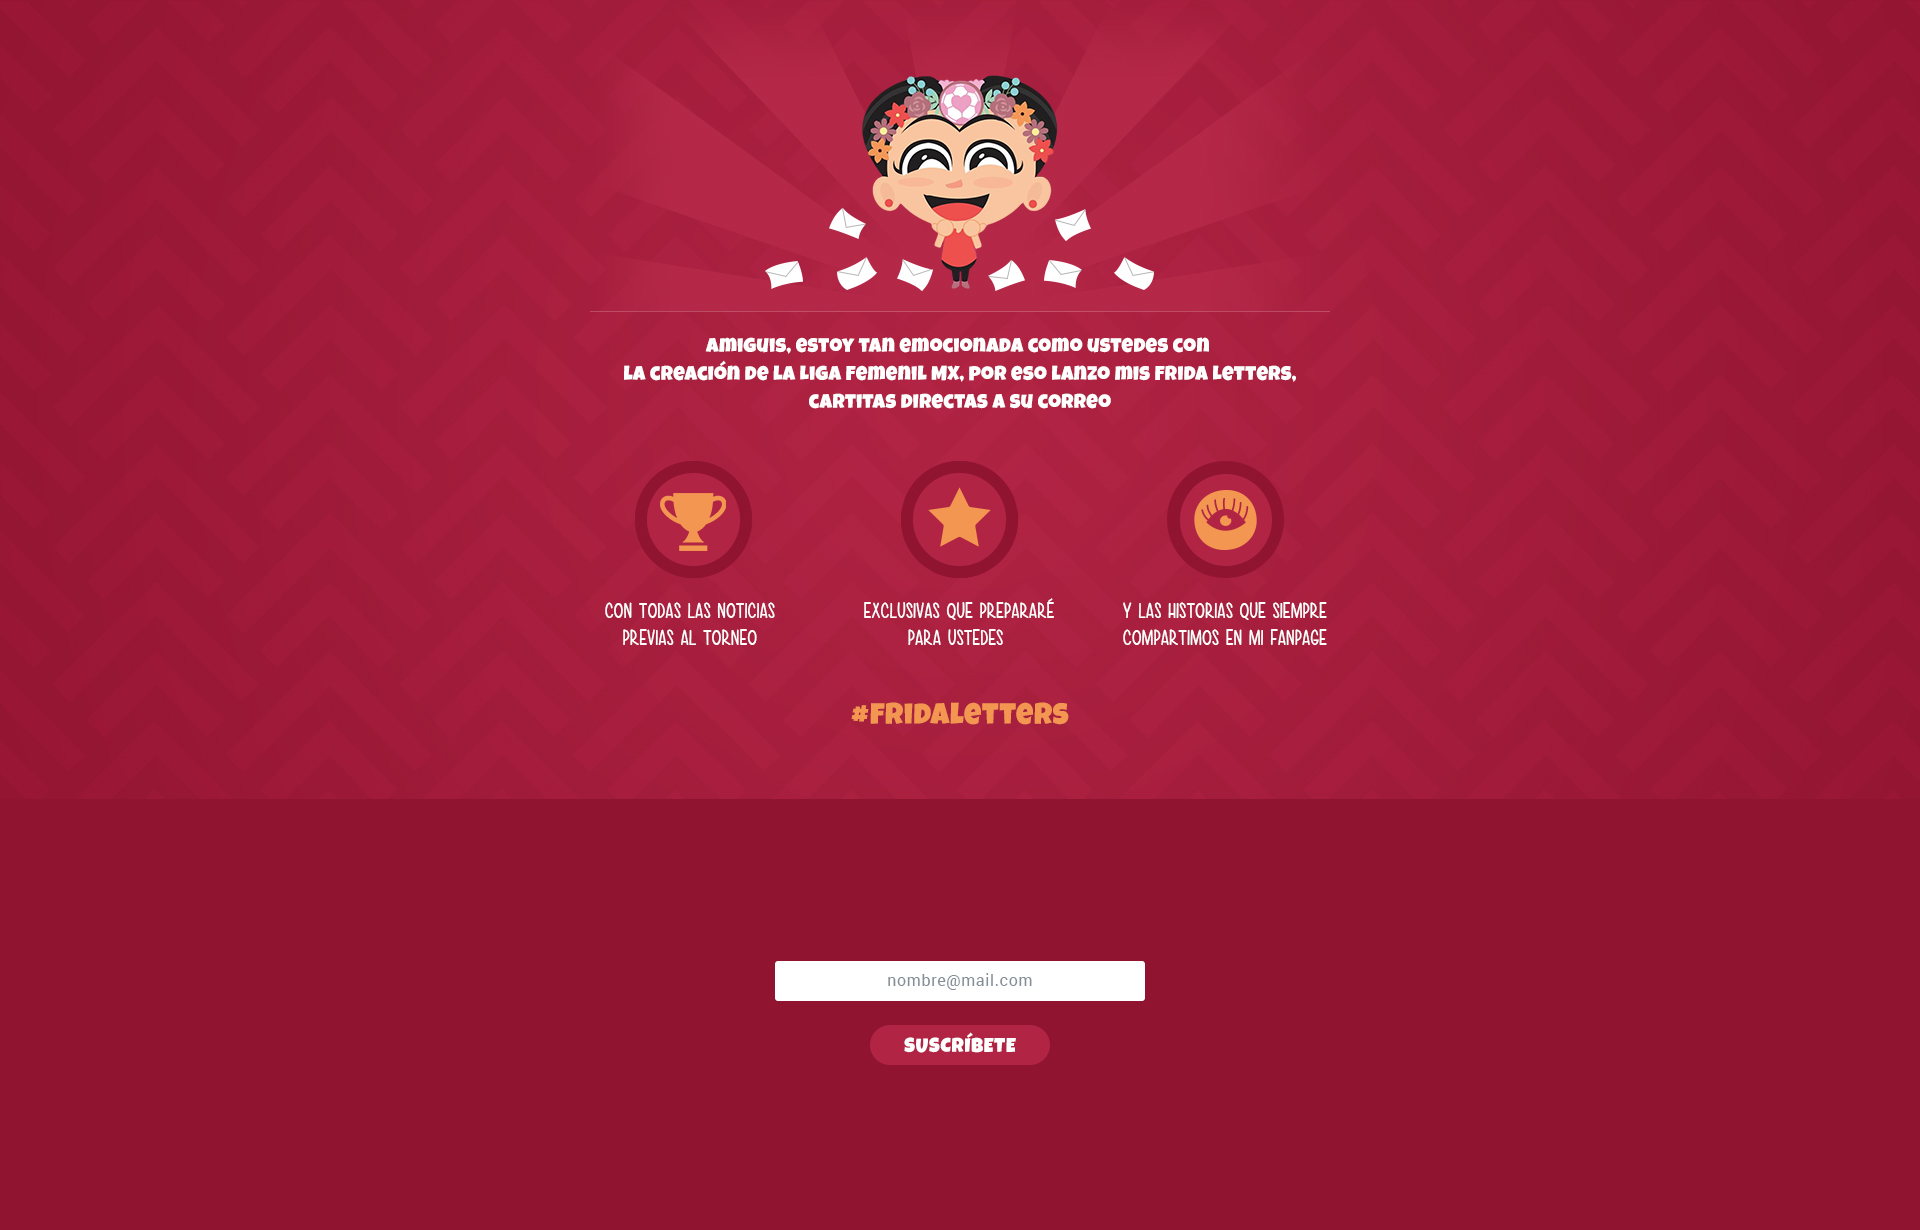 Amiguis, estoy tan emocionada como ustedes con
la creación de la Liga Femenil MX, por eso lanzo mis Frida Letters,
cartitas directas a su correo
CON TODAS LAS NOTICIAS
PREVIAS AL TORNEO
EXCLUSIVAS QUE PREPARARÉ
PARA USTEDES
Y LAS HISTORIAS QUE SIEMPRE
COMPARTIMOS EN MI FANPAGE
#FridaLetters
nombre@mail.com
SUSCRÍBETE